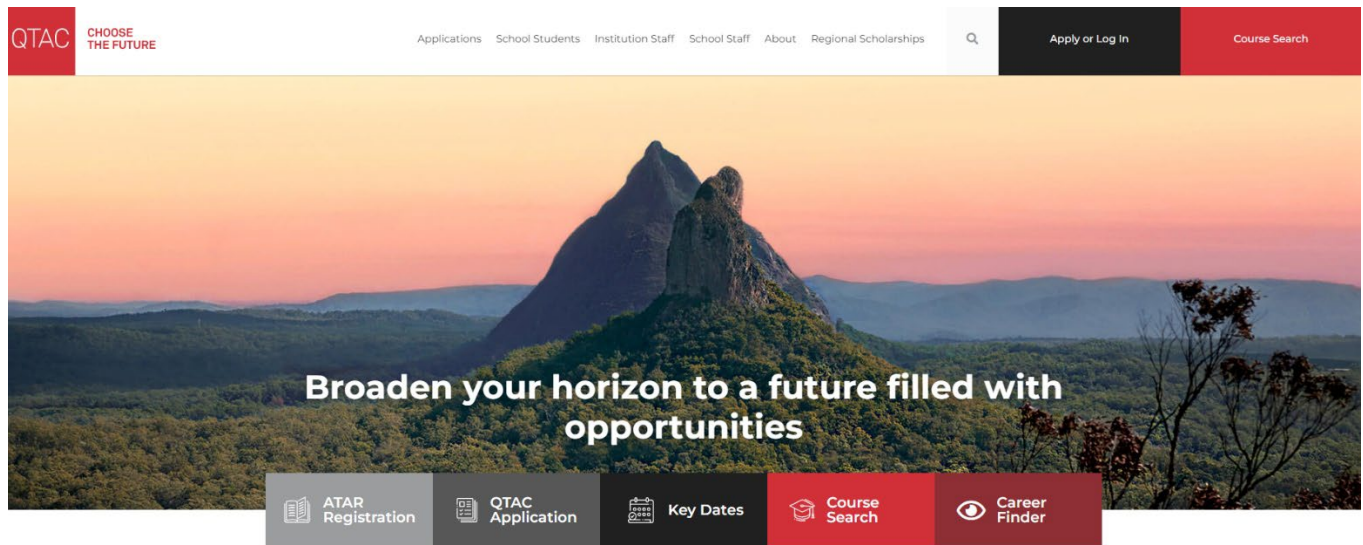 QTAC
CHOOSE
THE FUTURE
Applications School Students Institution Staff School Staff About Regional Scholarships
Apply or Log In
Course Search
Broaden your horizon to a future filled with
opportunities
ATAR
Registration
QTAC
Application
Key Dates
Course
Search
Career
Finder